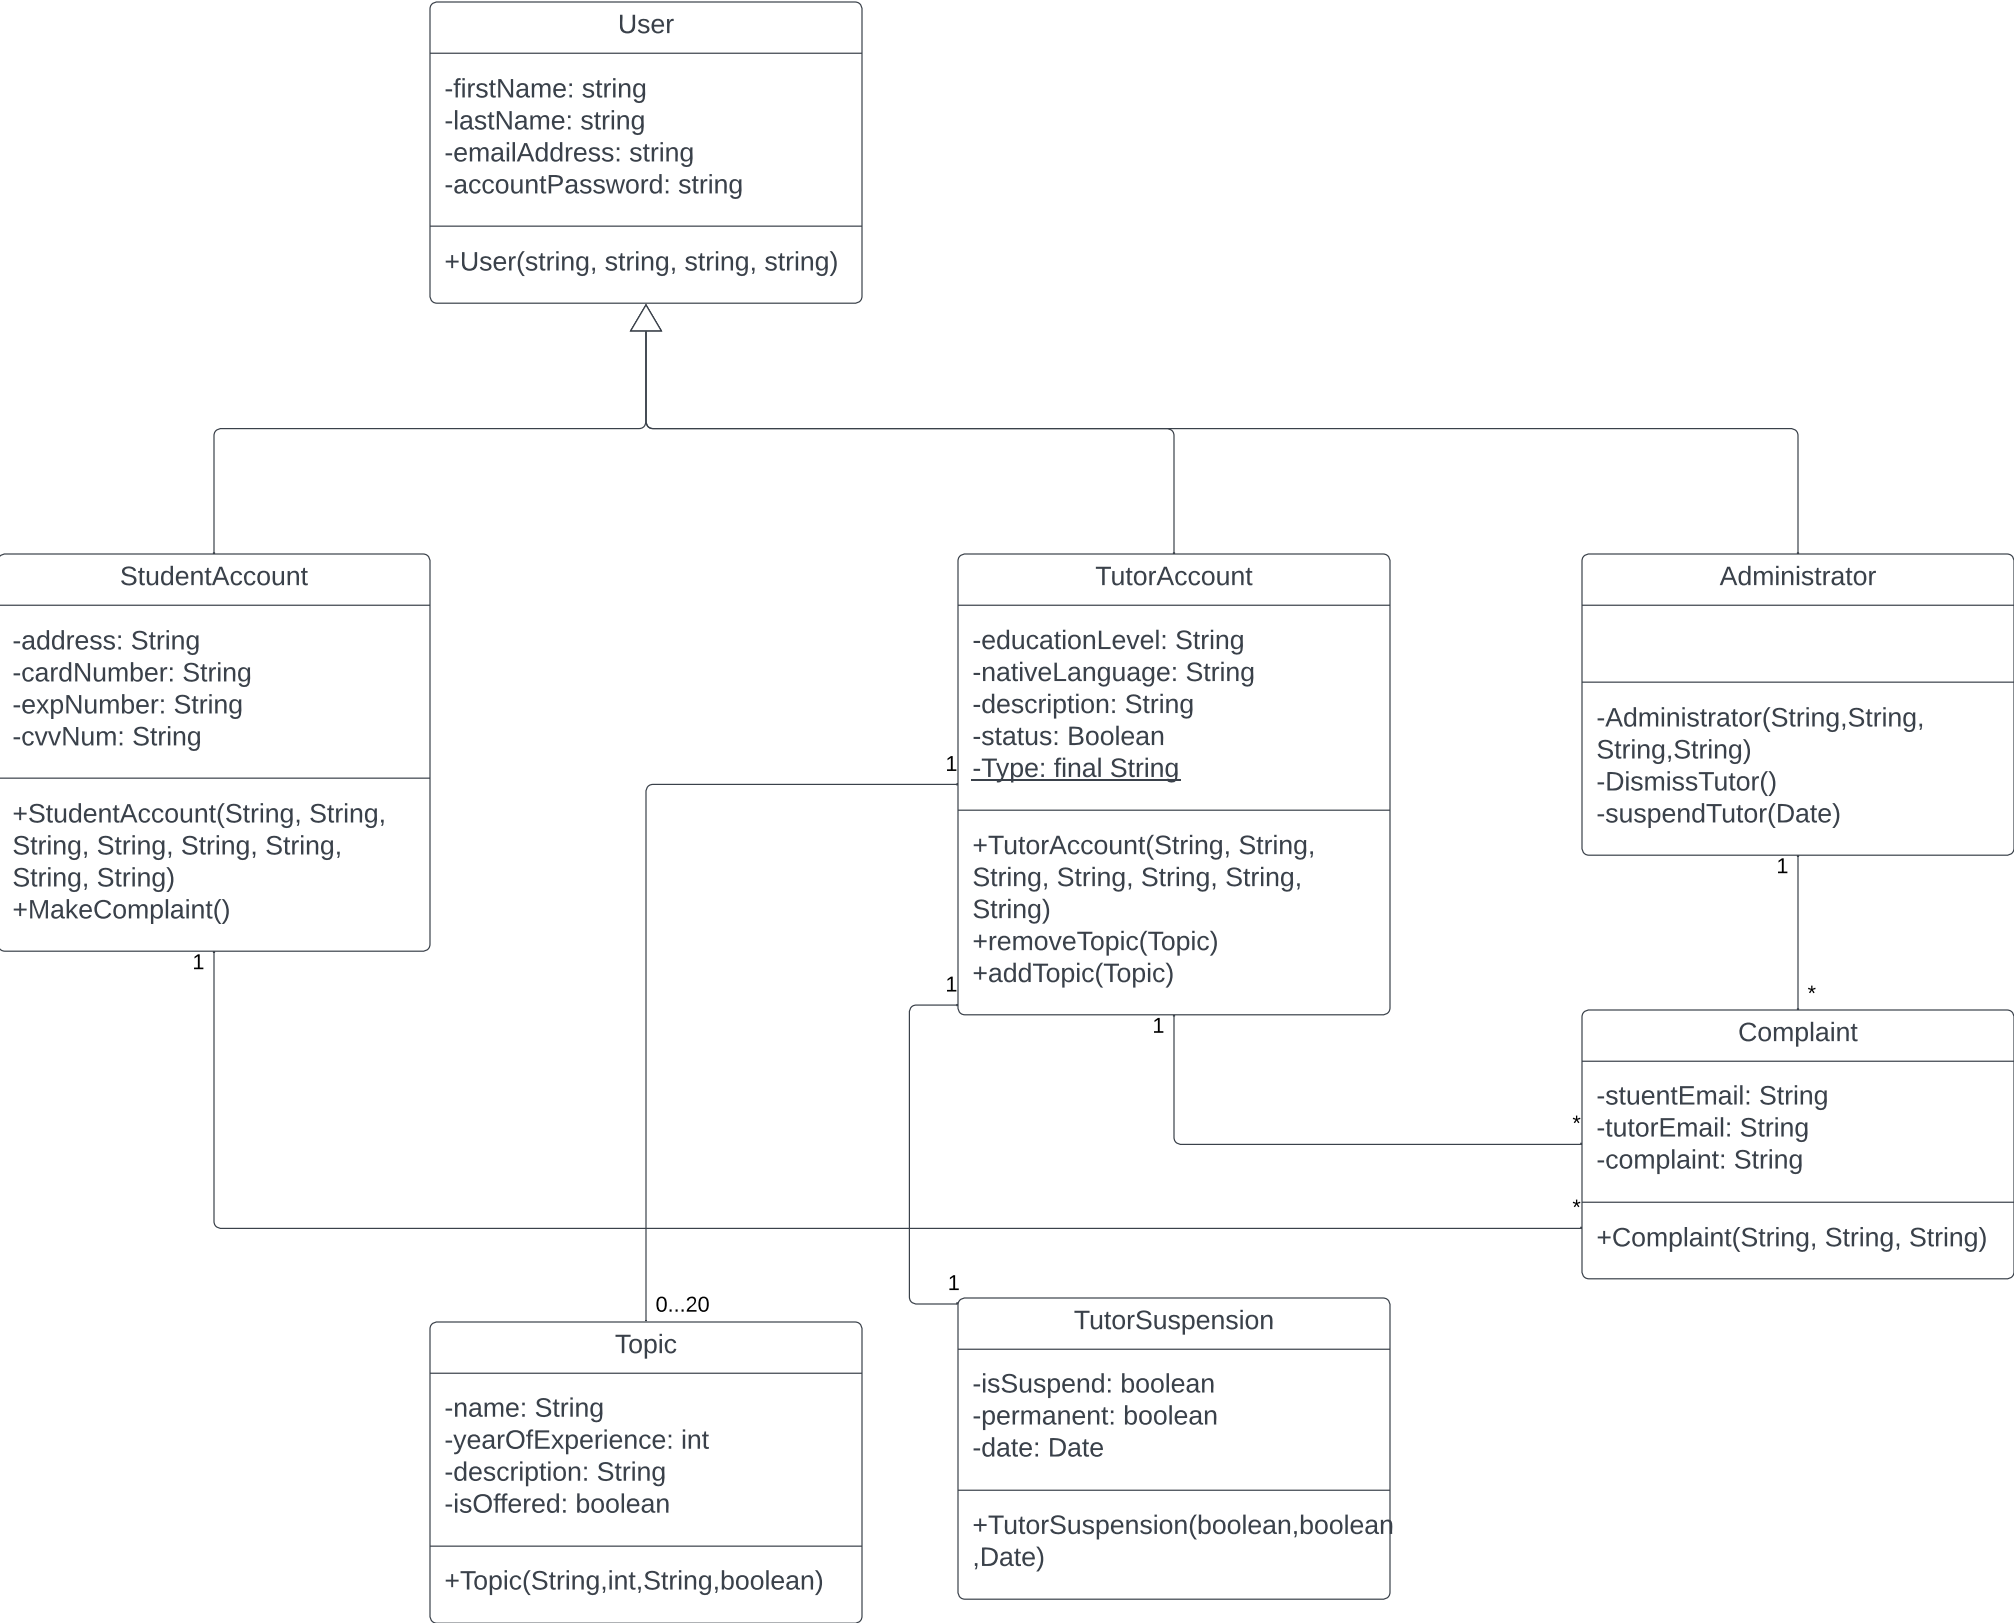 User
-firstName: string
-lastName: string
-emailAddress: string
-accountPassword: string
+User(string, string, string, string)
StudentAccount
-address: String
-cardNumber: String
-expNumber: String
-cvvNum: String
+StudentAccount(String, String,
String, String, String, String,
String, String)
+MakeComplaint()
1
TutorAccount
-educationLevel: String
-nativeLanguage: String
-description: String
-status: Boolean
-Type: final String
1
+TutorAccount(String, String,
String, String, String, String,
String)
+removeTopic(Topic)
+addTopic(Topic)
1
1
Administrator
-Administrator(String,String,
String,String)
-DismissTutor()
-suspendTutor(Date)
1
*
Complaint
-stuentEmail: String
-tutorEmail: String
-complaint: String
*
*
+Complaint(String, String, String)
0...20
Topic
-name: String
-yearOfExperience: int
-description: String
-isOffered: boolean
+Topic(String,int,String,boolean)
1
TutorSuspension
-isSuspend: boolean
-permanent: boolean
-date: Date
+TutorSuspension(boolean,boolean
,Date)